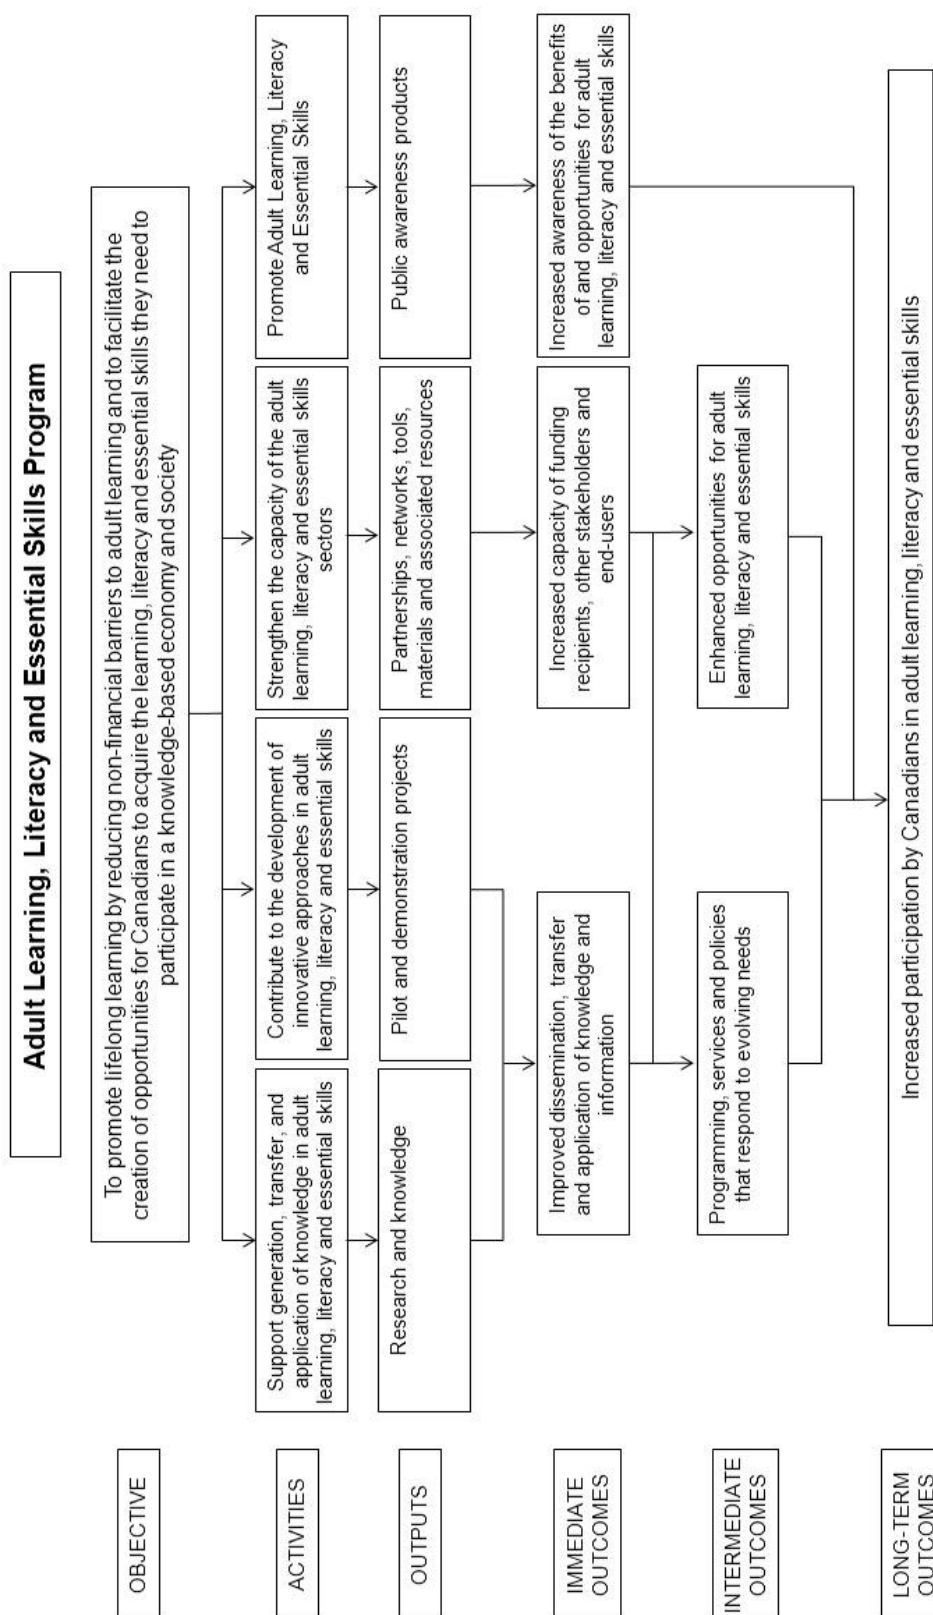 Adult Learning, Literacy and Essential Skills Program
OBJECTIVE
To promote lifelong learning by reducing non-financial barriers to adult learning and to facilitate the
creation of opportunities for Canadians to acquire the learning, literacy and essential skills they need to
participate in a knowledge-based economy and society
ACTIVITIES
Support generation, transfer, and
application of knowledge in adult
learning, literacy and essential skills
Contribute to the development of
innovative approaches in adult
learning, literacy and essential skills
Strengthen the capacity of the adult
learning, literacy and essential skills
sectors
Promote Adult Learning, Literacy
and Essential Skills
OUTPUTS
Research and knowledge
Pilot and demonstration projects
Partnerships, networks, tools,
materials and associated resources
Public awareness products
IMMEDIATE
OUTCOMES
Improved dissemination, transfer
and application of knowledge and
information
Increased capacity of funding
recipients, other stakeholders and
end-users
Increased awareness of the benefits
of and opportunities for adult
learning, literacy and essential skills
INTERMEDIATE
OUTCOMES
Programming, services and policies
that respond to evolving needs
Enhanced opportunities for adult
learning, literacy and essential skills
LONG-TERM
OUTCOMES
Increased participation by Canadians in adult learning, literacy and essential skills